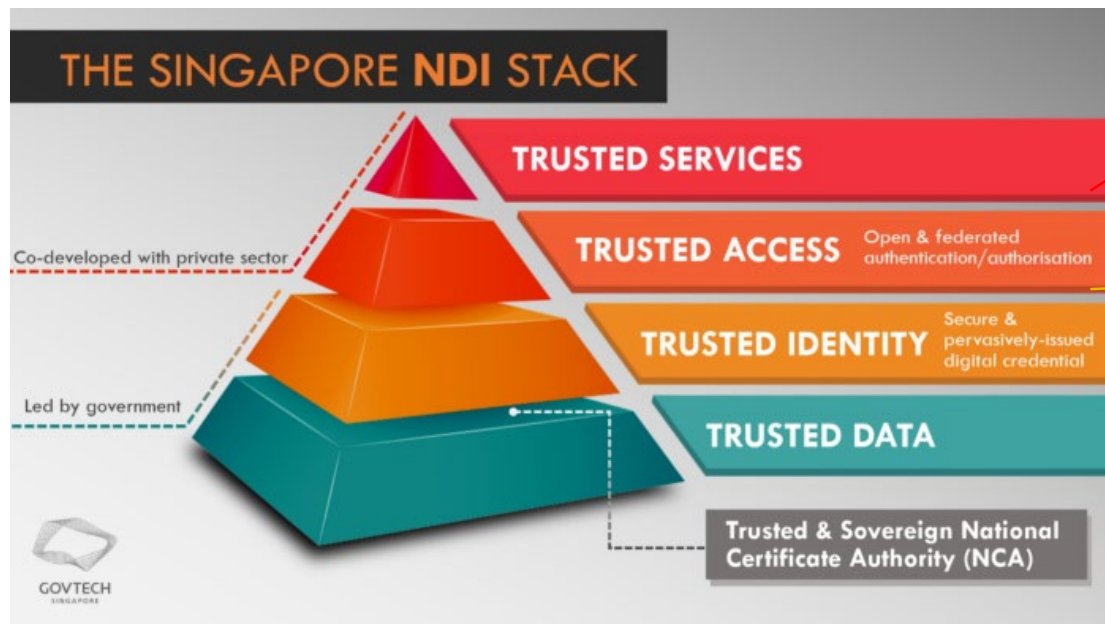 THE SINGAPORE NDI STACK
TRUSTED SERVICES
TRUSTED ACCESS
Open & federated
authentication/authorisation
Co-developed with private sector
TRUSTED IDENTITY
Secure &
pervasively-issued
digital credential
Led by government
TRUSTED DATA
Trusted & Sovereign National
Certificate Authority (NCA)
GOVTECH
SINGAPORE